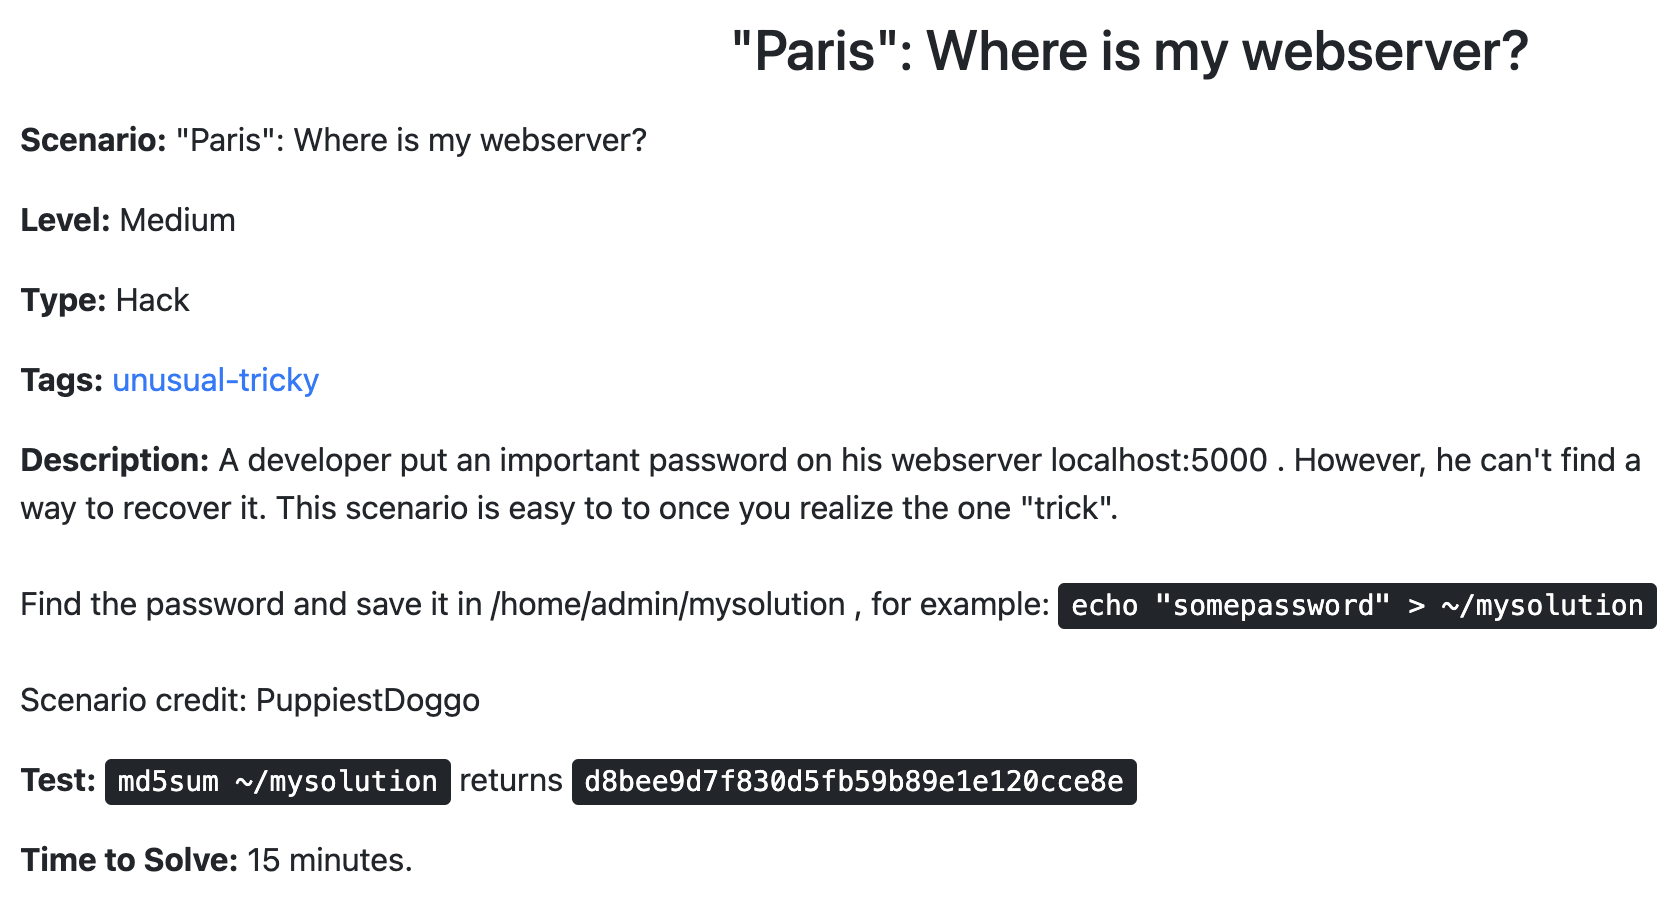 "Paris": Where is my webserver?
Scenario: "Paris": Where is my webserver?
Level: Medium
Type: Hack
Tags: unusual-tricky
Description: A developer put an important password on his webserver localhost:5000 . However, he can't find a
way to recover it. This scenario is easy to to once you realize the one "trick".
Find the password and save it in /home/admin/mysolution , for example: echo "somepassword" > ~/mysolution
Scenario credit: PuppiestDoggo
Test: md5sum ~/mysolution returns d8bee9d7f830d5fb59b89e1e120cce8e
Time to Solve: 15 minutes.